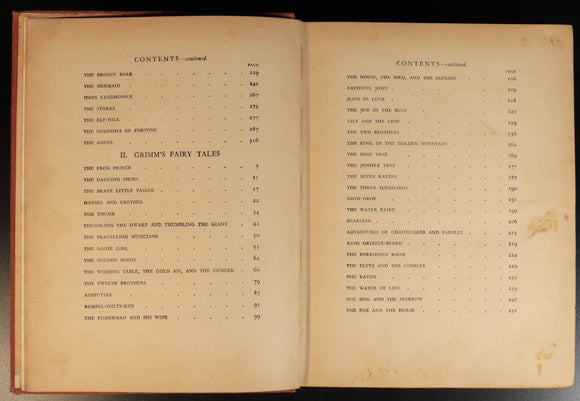 CONTENTS—continued.
PAGE
THE BRONZE BOAR 229
THE MERMAID 242
HANS CLODHOPPER 267
THE STORKS 272
THE ELF-HILL 277
THE GOLOSHES OF FORTUNE 287
THE ANGEL 316
II. GRIMM'S FAIRY TALES
THE FROG PRINCE 7
THE DANCING SHOES 11
THE BRAVE LITTLE TAILOR 17
HANSEL AND GRETHEL 22
TOM THUMB 34
THUMBLING THE DWARF AND THUMBLING THE GIANT 42
THE TRAVELLING MUSICIANS 50
THE GOOSE GIRL 55
THE GOLDEN GOOSE 62
THE WISHING TABLE, THE GOLD ASS, AND THE CUDGEL 66
THE TWELVE BROTHERS 79
ASHPUTTEL 87
RUMPEL-STILTS-KEN 95
THE FISHERMAN AND HIS WIFE 99
CONTENTS—continued.
PAGE
THE MOUSE, THE BIRD, AND THE SAUSAGE 106
FAITHFUL JOHN 109
HANS IN LUCK 118
THE JEW IN THE BUSH 125
LILY AND THE LION 129
THE TWO BROTHERS 136
THE KING OF THE GOLDEN MOUNTAIN 162
THE NOSE TREE 169
THE JUNIPER TREE 177
THE SEVEN RAVENS 187
THE THREE SLUGGARDS 190
SNOW-DROP 191
THE WATER FAIRY 199
BEARSKIN 206
ADVENTURES OF CHANTICLEER AND PARTLET 213
KING GRIZZLE-BEARD 219
THE FORBIDDEN ROOM 224
THE ELVES AND THE COBBLER 229
THE RAVEN 232
THE WATER OF LIFE
THE DOG AND THE SPARROW 247
THE FOX AND THE HORSE 251